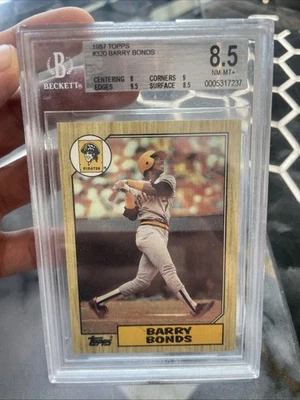 B
BECKETT
1987 TOPPS
#320 BARRY BONDS
CENTERING 8 CORNERS 9
EDGES 9.5 SURFACE 8.5
8.5
NM-MT+
0005317237
PIRATES
Topps
BARRY
BONDS